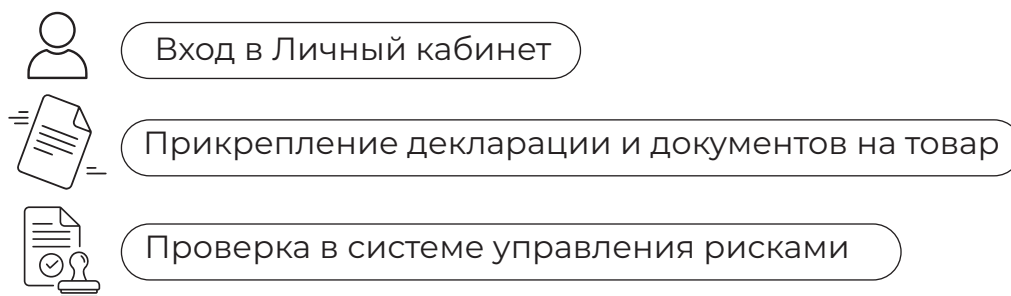 Вход в Личный кабинет
Прикрепление декларации и документов на товар
Проверка в системе управления рисками